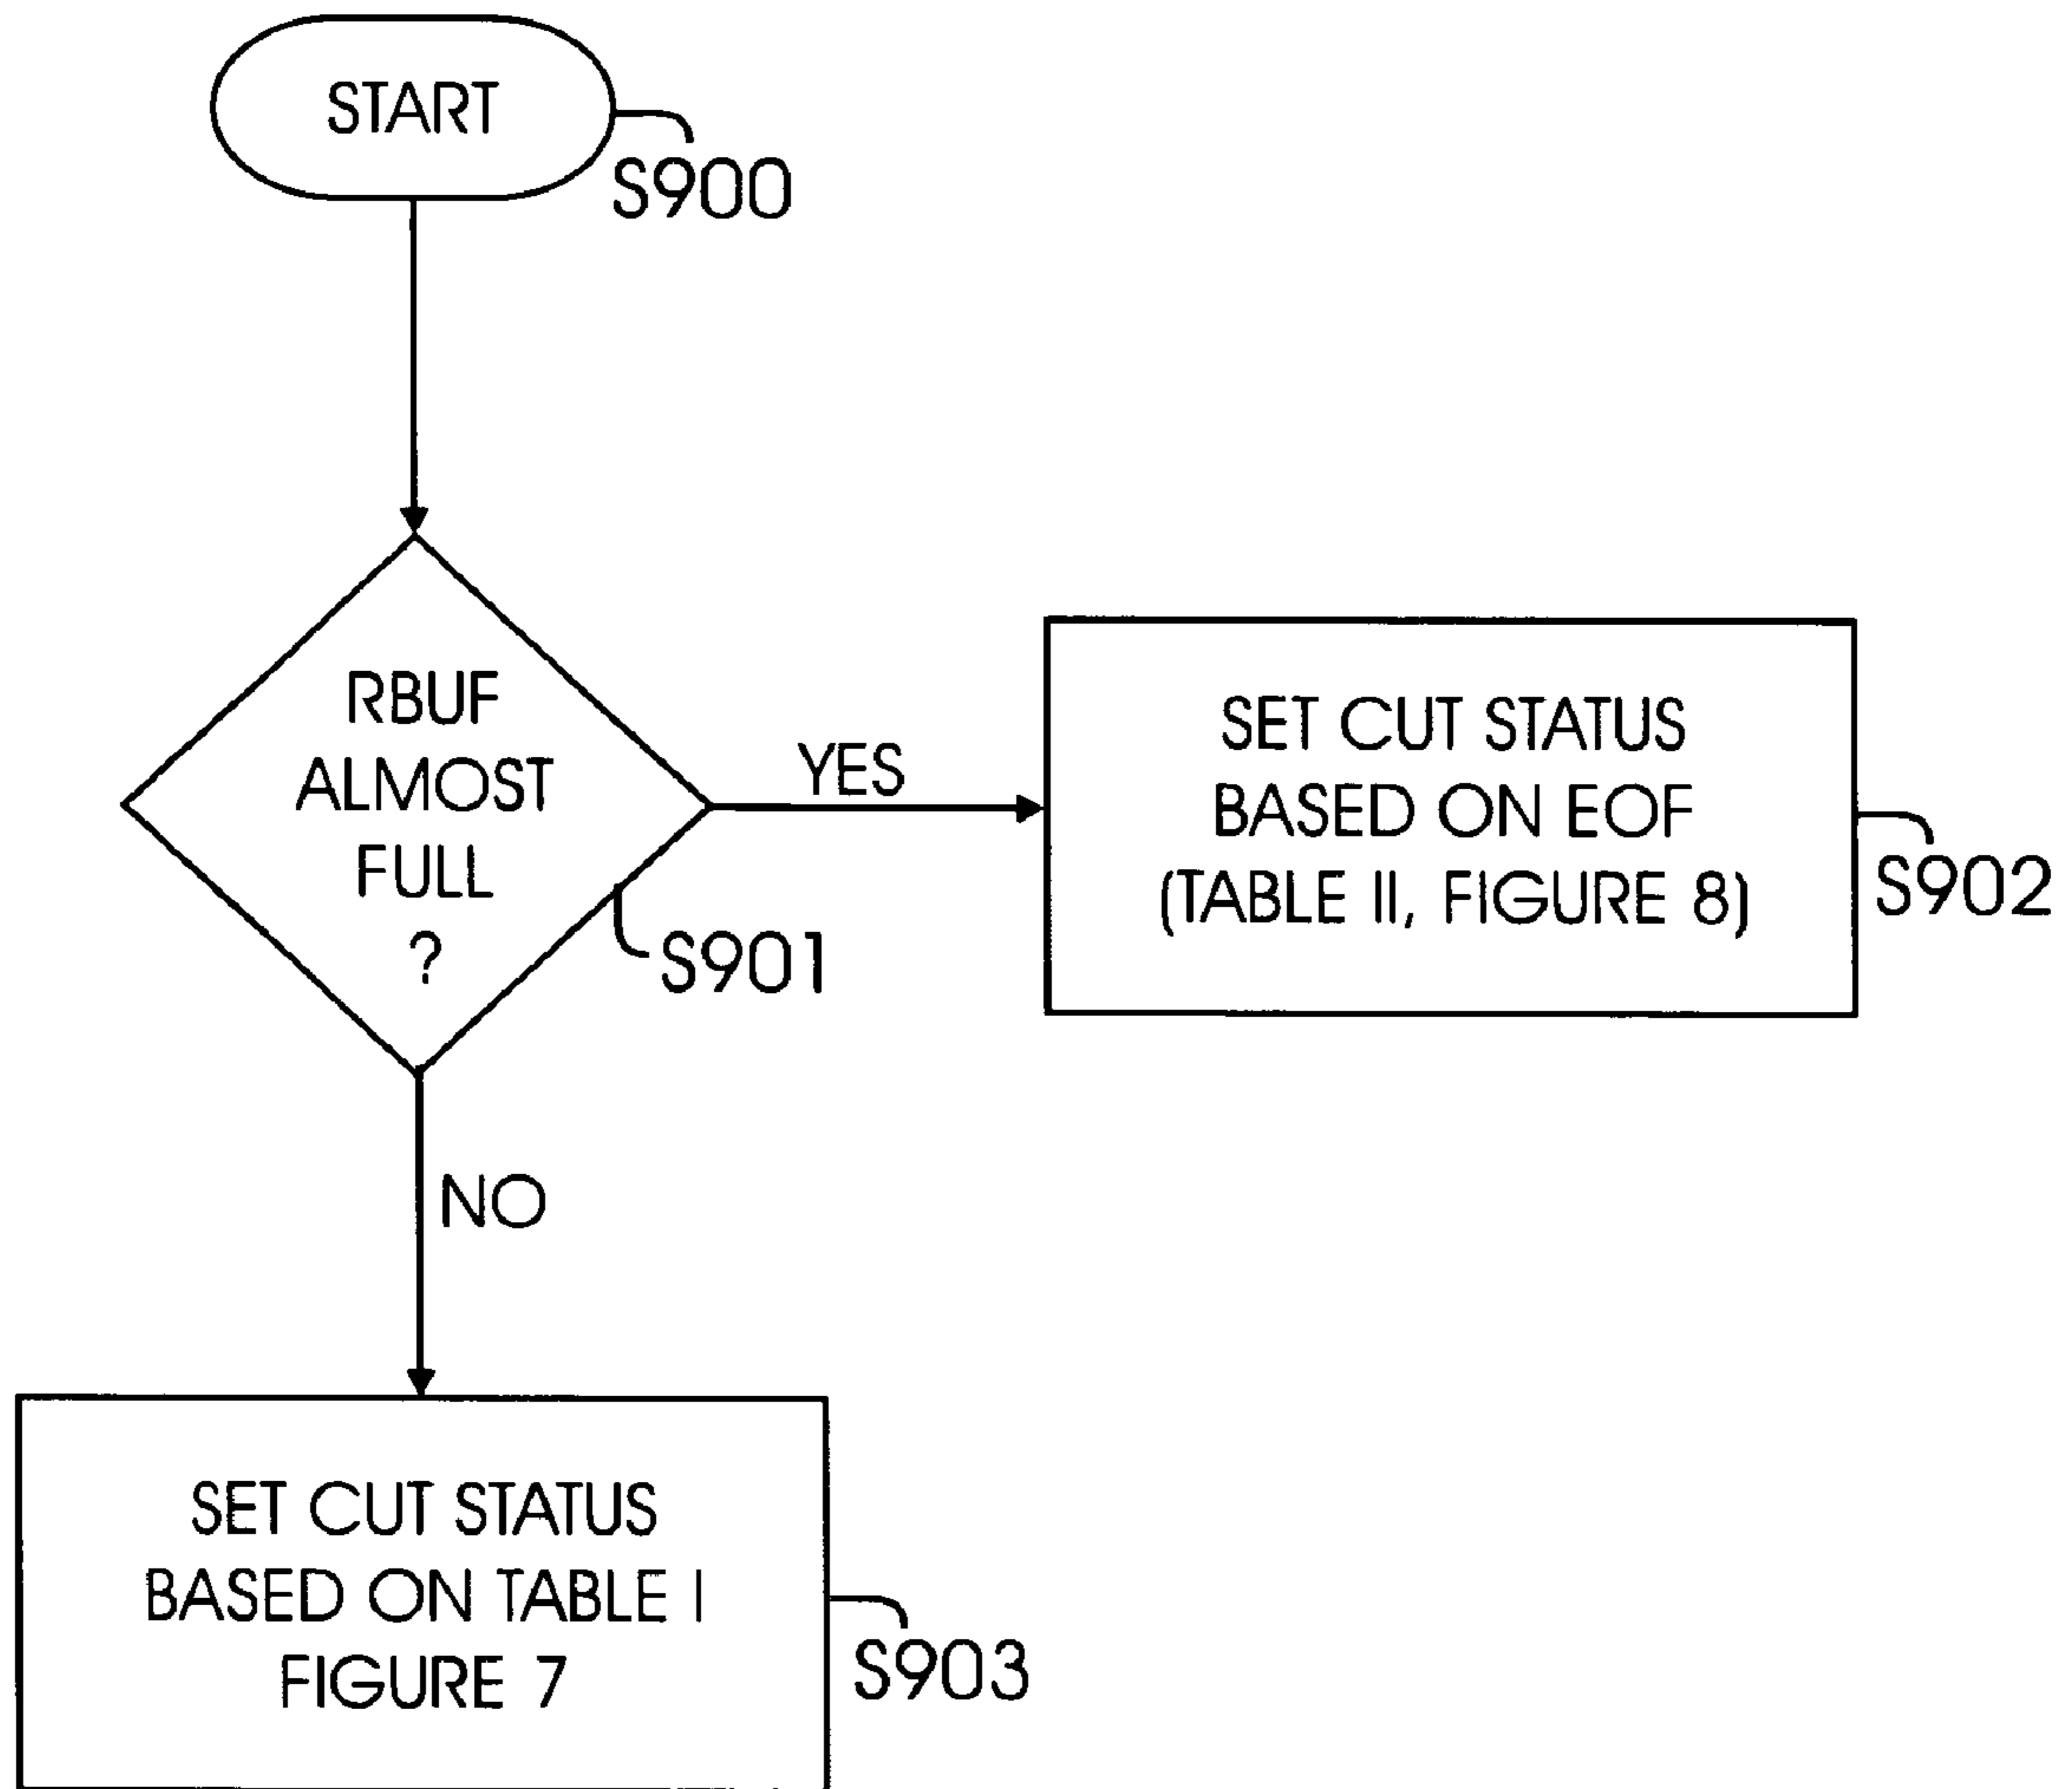 START
S900
RBUF
ALMOST
FULL
?
S901
YES
SET CUT STATUS
BASED ON EOF
(TABLE II, FIGURE 8)
S902
NO
SET CUT STATUS
BASED ON TABLE I
FIGURE 7
S903